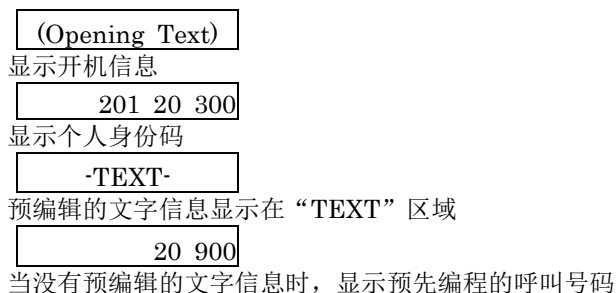 (Opening Text)
显示开机信息
201 20 300
显示个人身份码
-TEXT-
预编辑的文字信息显示在“TEXT”区域
20 900
当没有预编辑的文字信息时，显示预先编程的呼叫号码